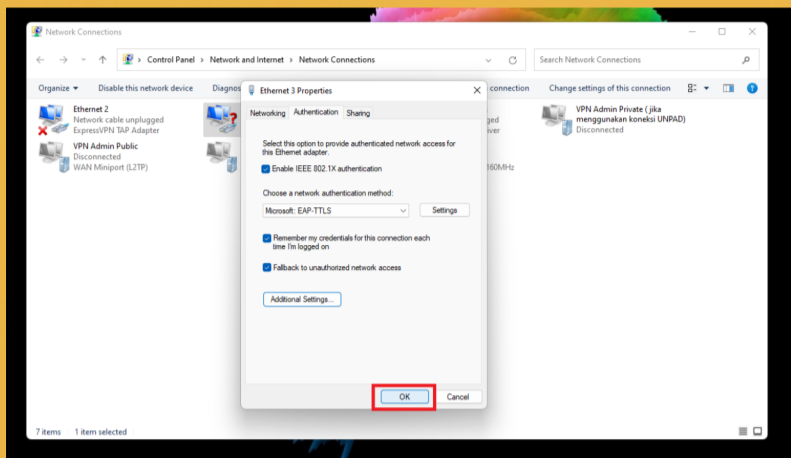 Network Connections
Control Panel > Network and Internet > Network Connections
Search Network Connections
Organize
Disable this network device
Diagnos
connection
Change settings of this connection
Ethernet 2
Network cable unplugged
ExpressVPN TAP Adapter
VPN Admin Public
Disconnected
WAN Miniport (L2TP)
ged
iver
160MHz
VPN Admin Private ( jika
menggunakan koneksi UNPAD)
Disconnected
Ethernet 3 Properties
Networking Authentication Sharing
Select this option to provide authenticated network access for
this Ethernet adapter.
Enable IEEE 802.1X authentication
Choose a network authentication method:
Microsoft: EAP-TTLS
Settings
Remember my credentials for this connection each
time I'm logged on
Fallback to unauthorized network access
Additional Settings...
OK
Cancel
7 items 1 item selected